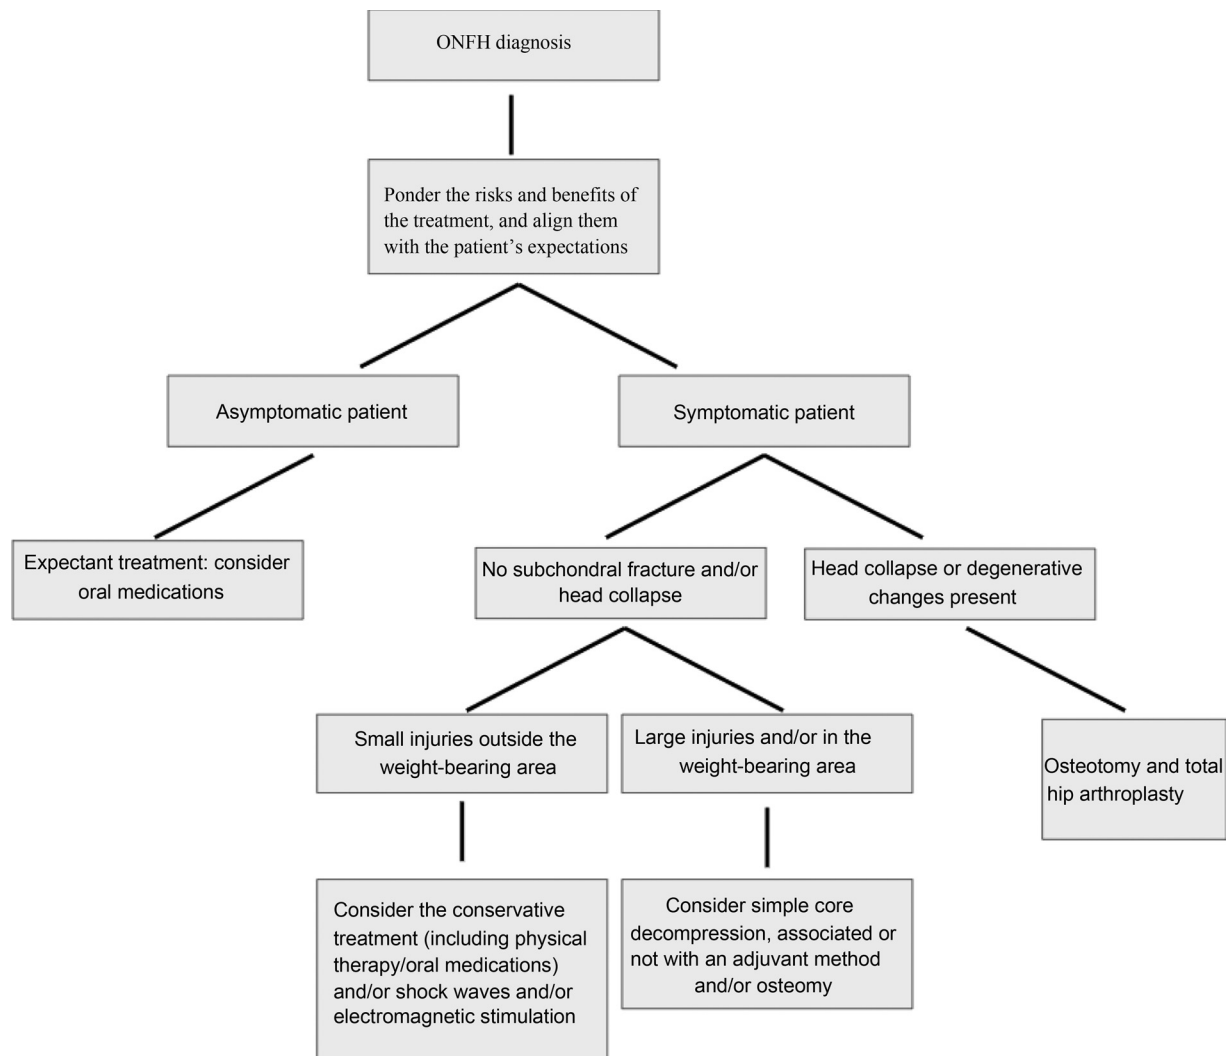 ONFH diagnosis
Ponder the risks and benefits of
the treatment, and align them
with the patient’s expectations
Asymptomatic patient
Symptomatic patient
Expectant treatment: consider
oral medications
No subchondral fracture and/or
head collapse
Head collapse or degenerative
changes present
Small injuries outside the
weight-bearing area
Large injuries and/or in the
weight-bearing area
Osteotomy and total
hip arthroplasty
Consider the conservative
treatment (including physical
therapy/oral medications)
and/or shock waves and/or
electromagnetic stimulation
Consider simple core
decompression, associated or
not with an adjuvant method
and/or osteomy